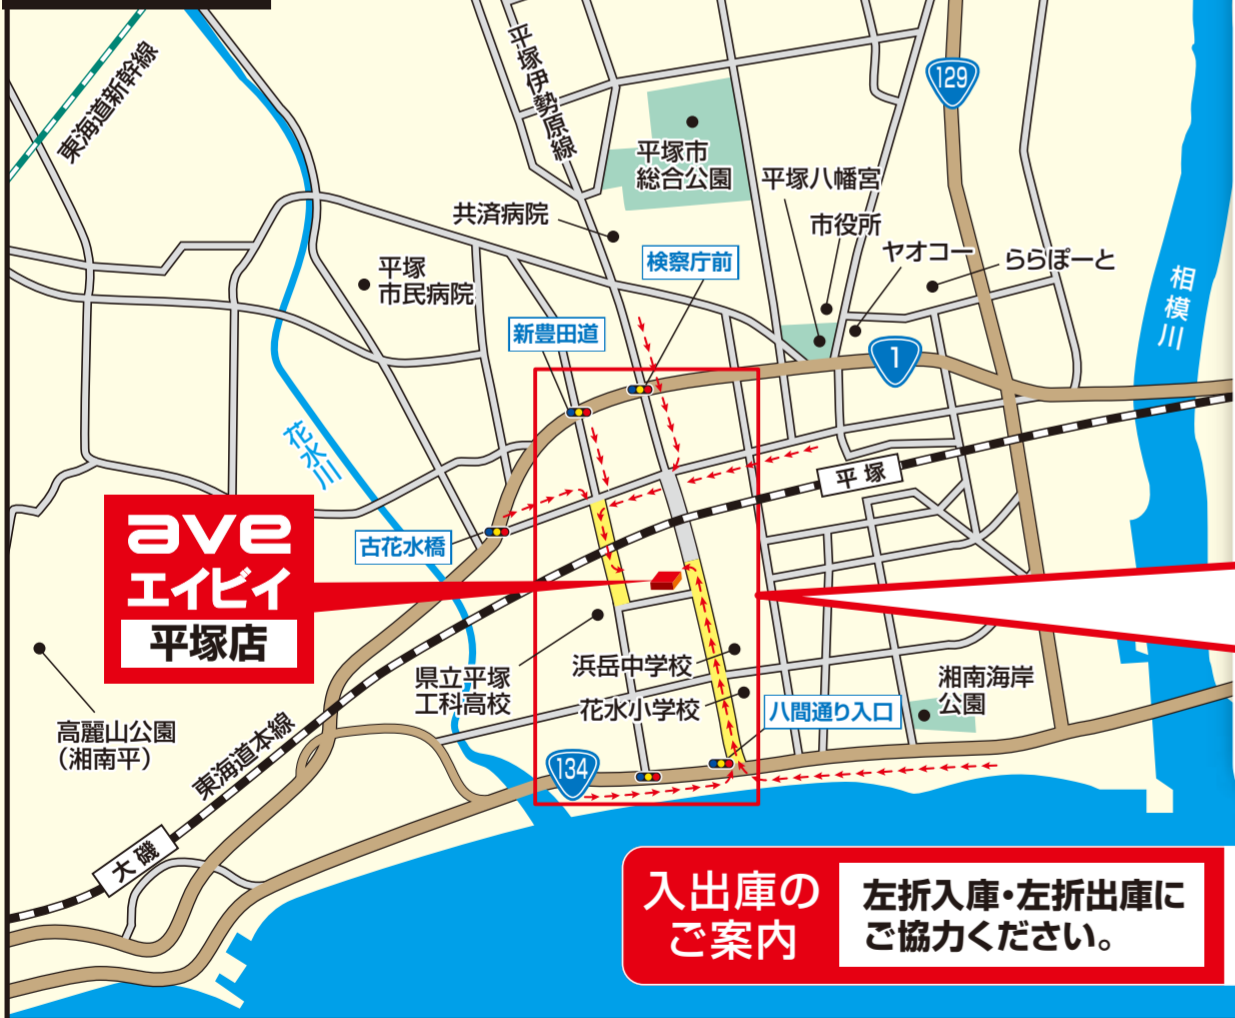 東海道新幹線
平塚伊勢原線
129
平塚市
総合公園
平塚八幡宮
共済病院
市役所
検察庁前
ヤオコー
ららぽーと
平塚
市民病院
相模川
新豊田道
1
花水川
平塚
ave
エイビイ
平塚店
古花水橋
県立平塚
工科高校
浜岳中学校
花水小学校
湘南海岸
公園
八間通り入口
高麗山公園
（湘南平）
東海道本線
134
大磯
入出庫の
ご案内
左折入庫・左折出庫に
ご協力ください。